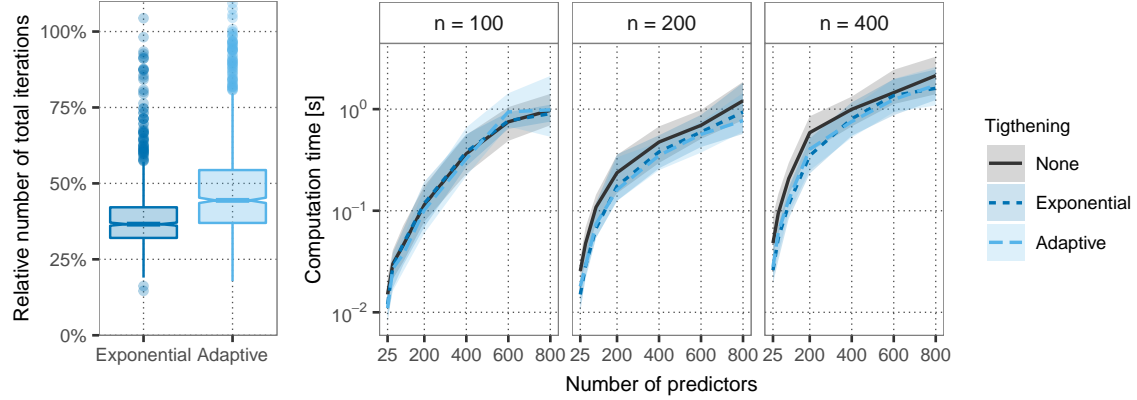 Relative number of total iterations
100%
75%
50%
25%
0%
Exponential Adaptive
Computation time [s]
10⁰
10⁻¹
10⁻²
n = 100
n = 200
n = 400
25 200 400 600 800
25 200 400 600 800
25 200 400 600 800
Number of predictors
Tigthening
None
Exponential
Adaptive